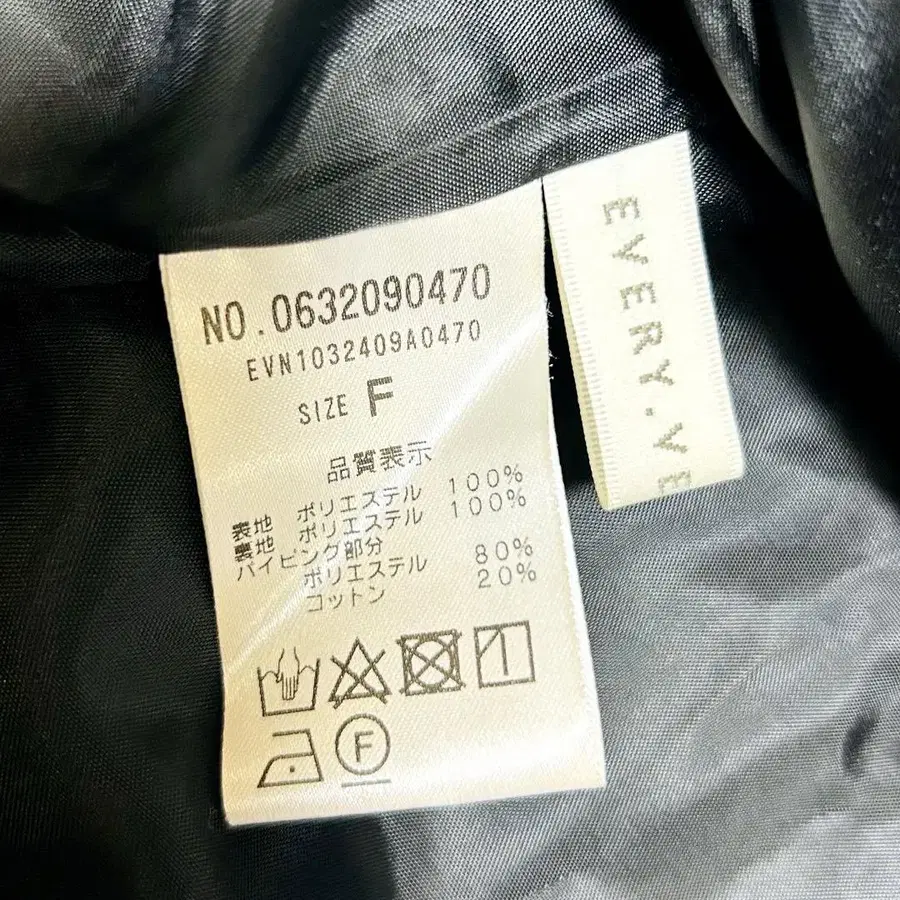 NO.0632090470
EVN1032409A0470
SIZE F
品質表示
表地 ポリエステル 100%
裏地 ポリエステル 100%
パイピング部分
ポリエステル 80%
コットン 20%
F
EVERY.VE